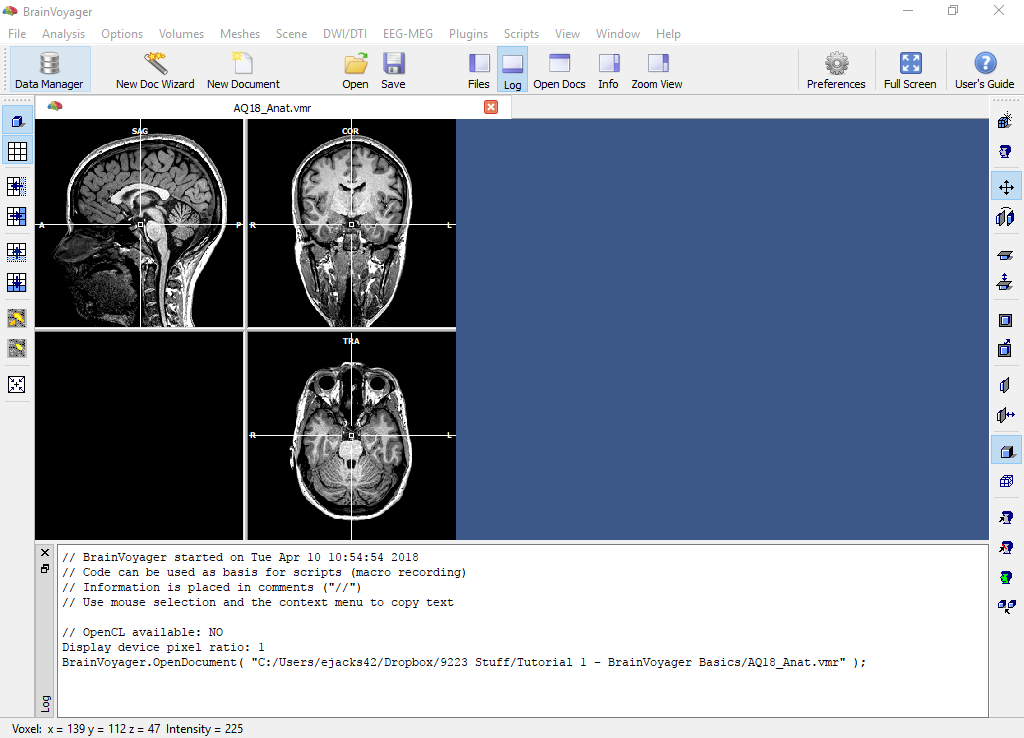 BrainVoyager
File Analysis Options Volumes Meshes Scene DWI/DTI EEG-MEG Plugins Scripts View Window Help
Data Manager New Doc Wizard New Document Open Save Files Log Open Docs Info Zoom View Preferences Full Screen User's Guide
AQ18_Anat.vmr
SAG COR
A P R L
TRA
R L
// BrainVoyager started on Tue Apr 10 10:54:54 2018
// Code can be used as basis for scripts (macro recording)
// Information is placed in comments ("//")
// Use mouse selection and the context menu to copy text
// OpenCL available: NO
Display device pixel ratio: 1
BrainVoyager.OpenDocument( "C:/Users/ejacks42/Dropbox/9223 Stuff/Tutorial 1 - BrainVoyager Basics/AQ18_Anat.vmr" );
Log
Voxel: x = 139 y = 112 z = 47 Intensity = 225